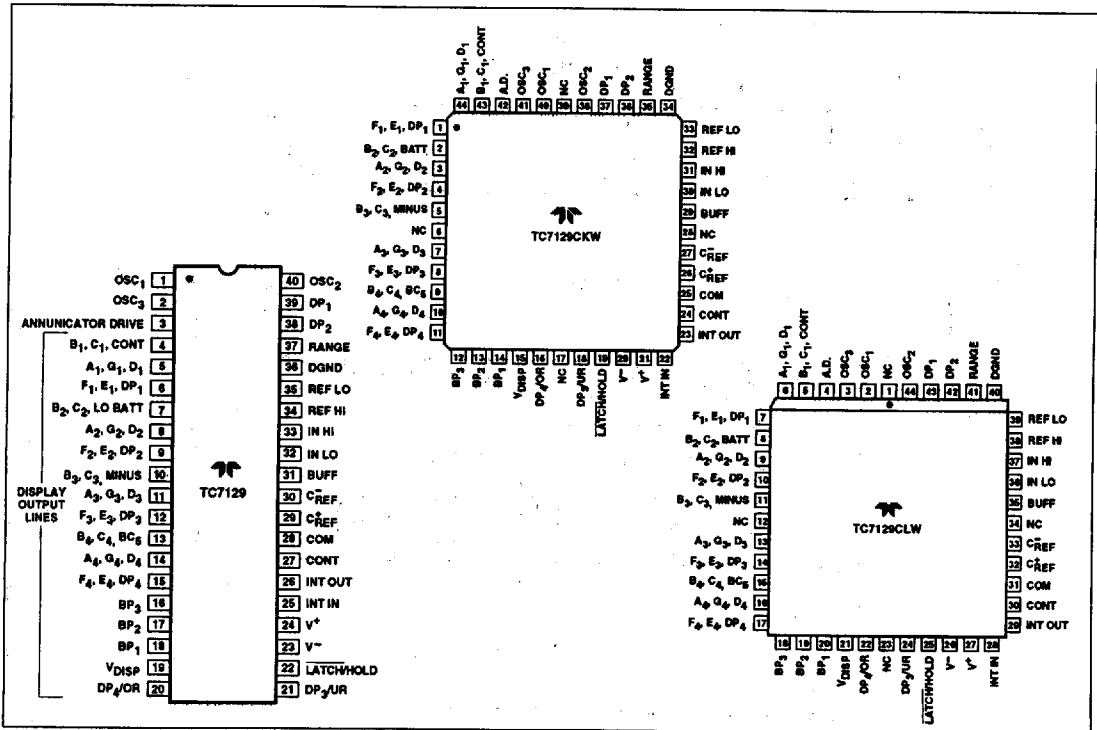 A1, G1, D1
B1, C1, CONT
A.D.
OSC3
OSC1
NC
OSC2
DP1
DP2
RANGE
DGND
44 43 42 41 40 39 38 37 36 35 34
F1, E1, DP1 1
B2, C2, BATT 2
A2, G2, D2 3
F2, E2, DP2 4
B3, C3, MINUS 5
NC 6
A3, G3, D3 7
F3, E3, DP3 8
B4, C4, BC5 9
A4, G4, D4 10
F4, E4, DP4 11
TC7129CKW
33 REF LO
32 REF HI
31 IN HI
30 IN LO
29 BUFF
28 NC
27 C−REF
26 C+REF
25 COM
24 CONT
23 INT OUT
12 13 14 15 16 17 18 19 20 21 22
BP3
BP2
BP1
VDISP
DP4/OR
NC
DP3/UR
LATCH/HOLD
V−
V+
INT IN
OSC1 1
OSC3 2
ANNUNICATOR DRIVE 3
B1, C1, CONT 4
A1, G1, D1 5
F1, E1, DP1 6
B2, C2, LO BATT 7
A2, G2, D2 8
F2, E2, DP2 9
B3, C3, MINUS 10
A3, G3, D3 11
F3, E3, DP3 12
B4, C4, BC5 13
A4, G4, D4 14
F4, E4, DP4 15
BP3 16
BP2 17
BP1 18
VDISP 19
DP4/OR 20
DISPLAY
OUTPUT
LINES
TC7129
40 OSC2
39 DP1
38 DP2
37 RANGE
36 DGND
35 REF LO
34 REF HI
33 IN HI
32 IN LO
31 BUFF
30 C−REF
29 C+REF
28 COM
27 CONT
26 INT OUT
25 INT IN
24 V+
23 V−
22 LATCH/HOLD
21 DP3/UR
A1, G1, D1
B1, C1, CONT
A.D.
OSC3
OSC1
NC
OSC2
DP1
DP2
RANGE
DGND
6 5 4 3 2 1 44 43 42 41 40
F1, E1, DP1 7
B2, C2, BATT 8
A2, G2, D2 9
F2, E2, DP2 10
B3, C3, MINUS 11
NC 12
A3, G3, D3 13
F3, E3, DP3 14
B4, C4, BC5 15
A4, G4, D4 16
F4, E4, DP4 17
TC7129CLW
39 REF LO
38 REF HI
37 IN HI
36 IN LO
35 BUFF
34 NC
33 C−REF
32 C+REF
31 COM
30 CONT
29 INT OUT
18 19 20 21 22 23 24 25 26 27 28
BP3
BP2
BP1
VDISP
DP4/OR
NC
DP3/UR
LATCH/HOLD
V−
V+
INT IN